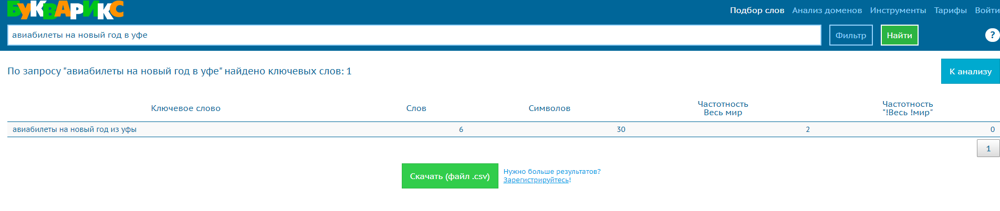 БУКВАРИКС
Подбор слов Анализ доменов Инструменты Тарифы Войти
авиабилеты на новый год в уфе
Фильтр
Найти
?
По запросу "авиабилеты на новый год в уфе" найдено ключевых слов: 1
К анализу
Ключевое слово
Слов
Символов
Частотность
Весь мир
Частотность
"!Весь !мир"
авиабилеты на новый год из уфы 6 30 2 0
1
Скачать (файл .csv)
Нужно больше результатов?
Зарегистрируйтесь!